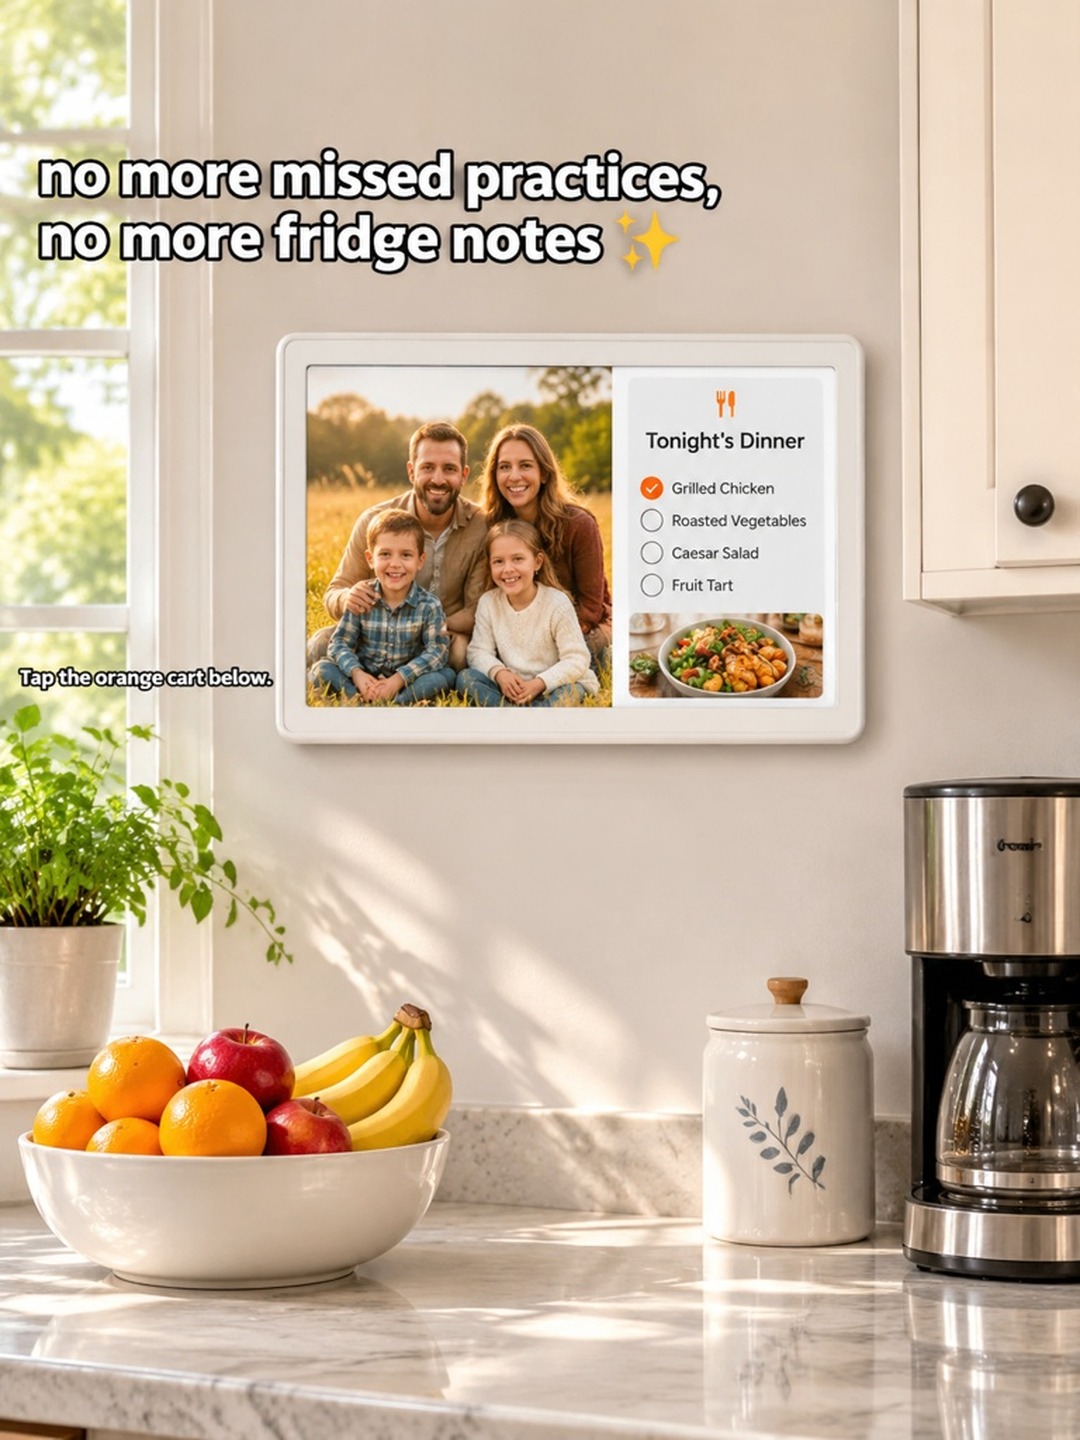 no more missed practices,
no more fridge notes ✨
Tonight's Dinner
Grilled Chicken
Roasted Vegetables
Caesar Salad
Fruit Tart
Tap the orange cart below.